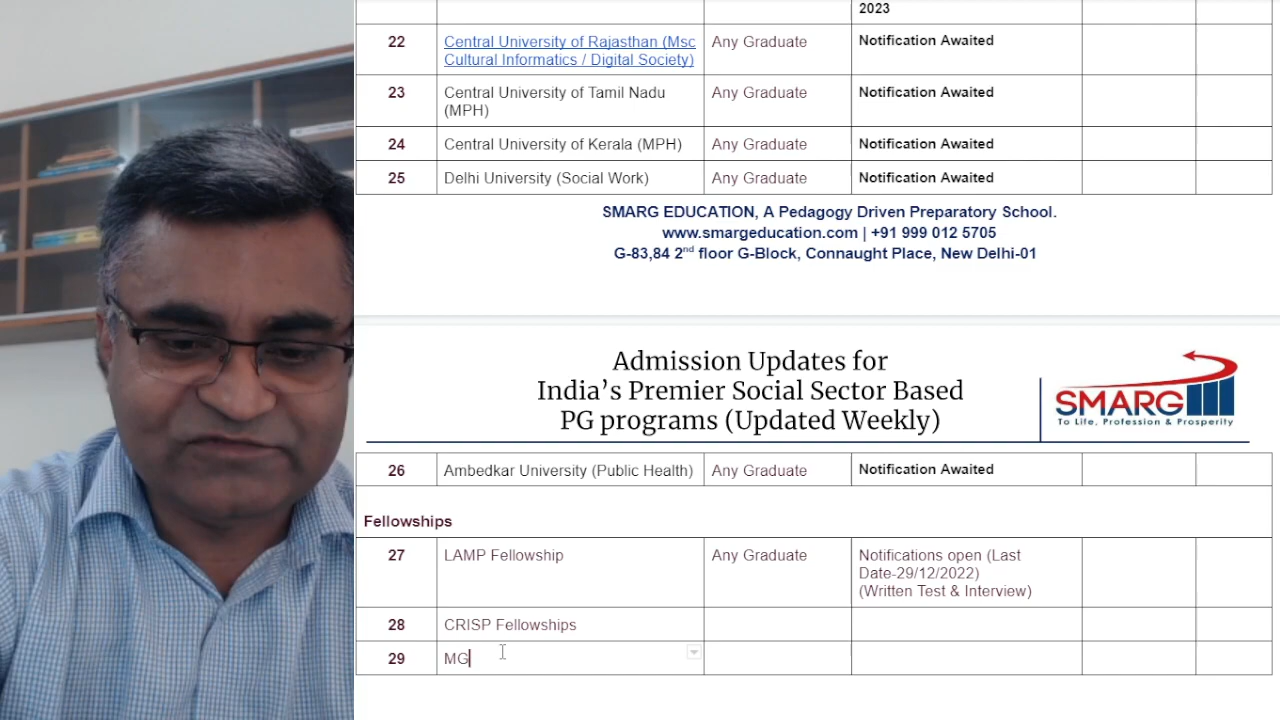 2023
22 Central University of Rajasthan (Msc Any Graduate Notification Awaited
Cultural Informatics / Digital Society)
23 Central University of Tamil Nadu Any Graduate Notification Awaited
(MPH)
24 Central University of Kerala (MPH) Any Graduate Notification Awaited
25 Delhi University (Social Work) Any Graduate Notification Awaited
SMARG EDUCATION, A Pedagogy Driven Preparatory School.
www.smargeducation.com | +91 999 012 5705
G-83,84 2nd floor G-Block, Connaught Place, New Delhi-01
Admission Updates for
India's Premier Social Sector Based
PG programs (Updated Weekly)
SMARG
To Life, Profession & Prosperity
26 Ambedkar University (Public Health) Any Graduate Notification Awaited
Fellowships
27 LAMP Fellowship Any Graduate Notifications open (Last
Date-29/12/2022)
(Written Test & Interview)
28 CRISP Fellowships
29 MG